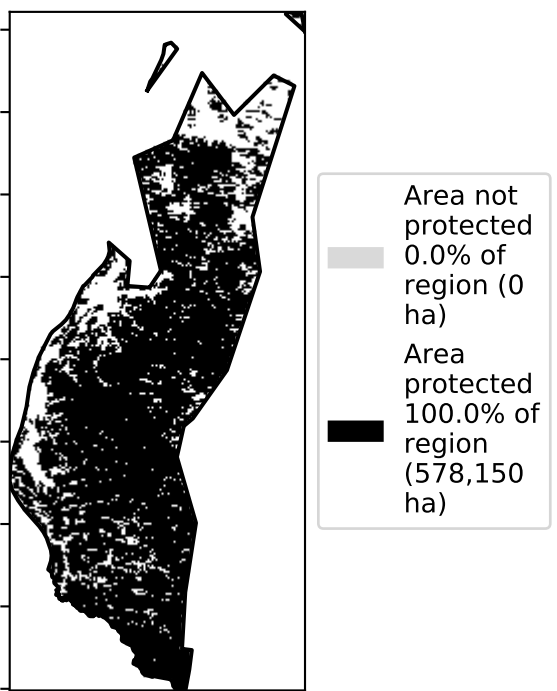 Area not
protected
0.0% of
region (0
ha)
Area
protected
100.0% of
region
(578,150
ha)